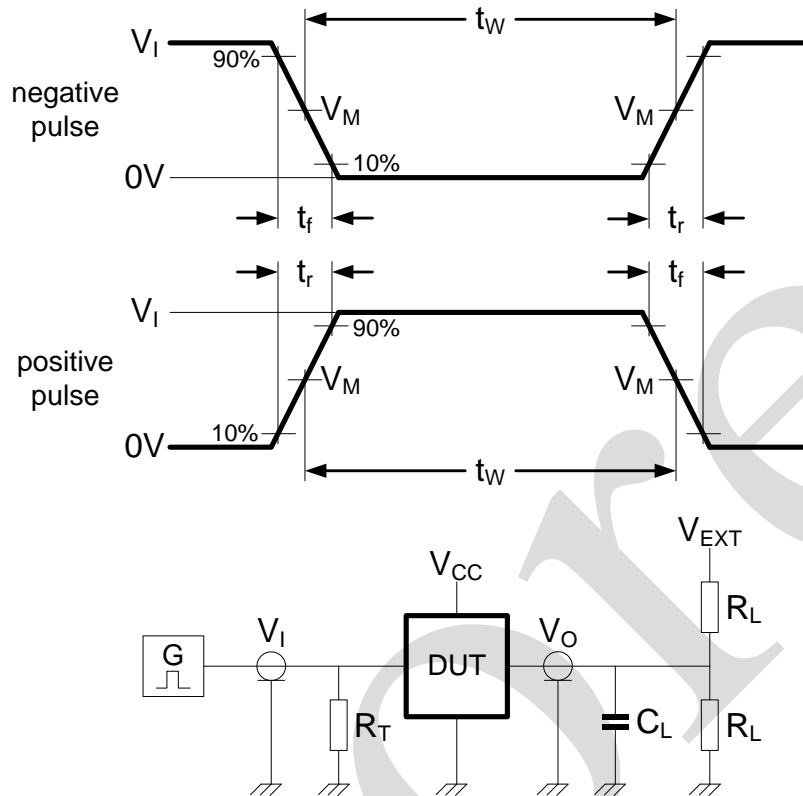 t_W
V_I
90%
negative
pulse
V_M
V_M
0V
10%
t_f
t_r
t_r
t_f
V_I
90%
positive
pulse
V_M
V_M
10%
0V
t_W
V_EXT
V_CC
R_L
V_I
V_O
G
DUT
R_T
C_L
R_L